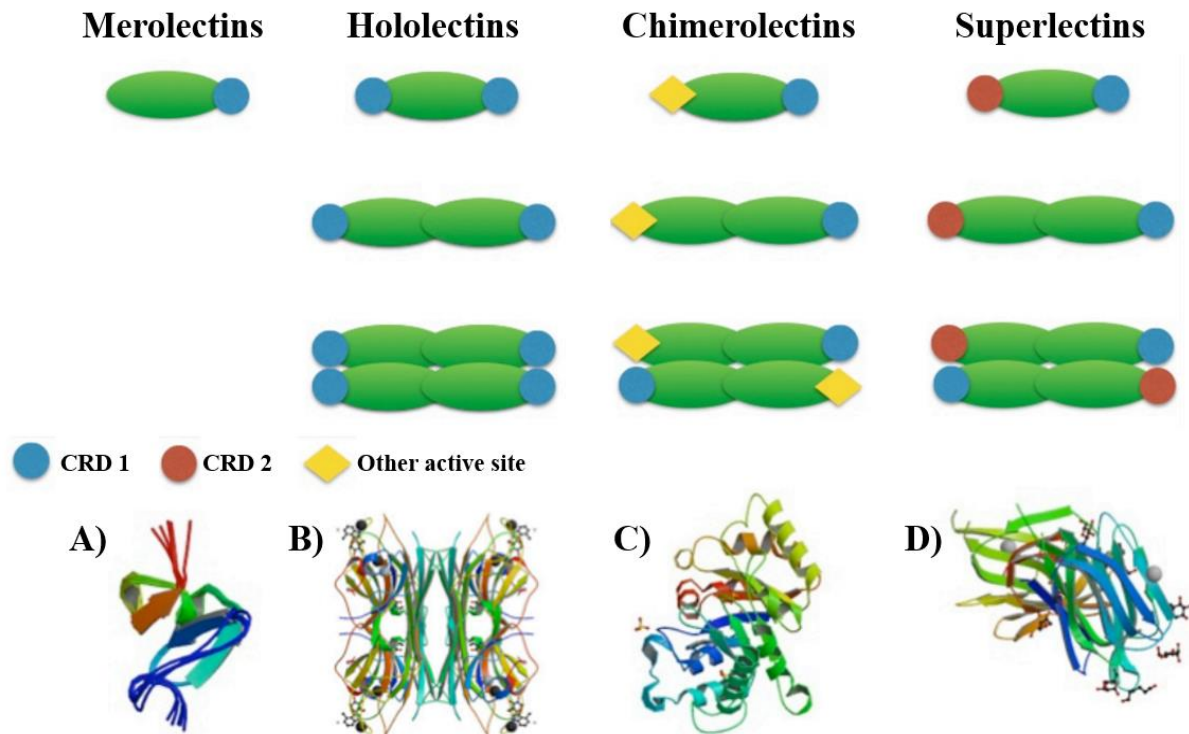 Merolectins Hololectins Chimerolectins Superlectins
CRD 1 CRD 2 Other active site
A) B) C) D)